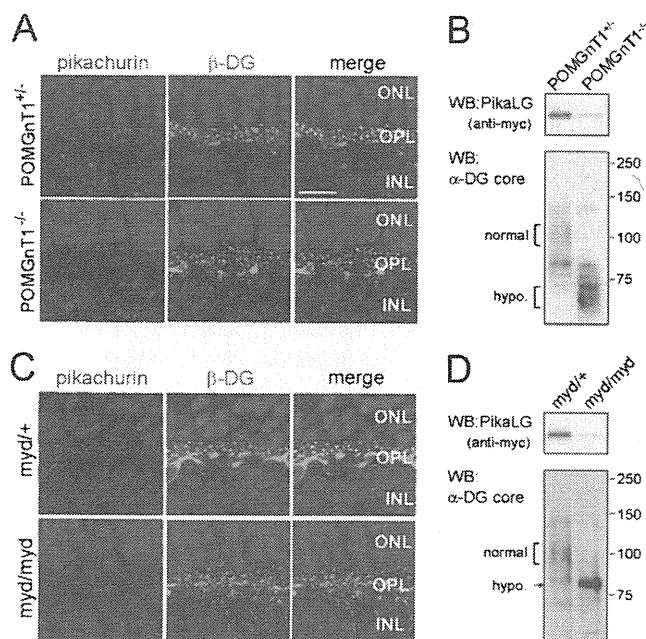 A
pikachurin β-DG merge
POMGnT1+/-
ONL
OPL
INL
POMGnT1-/-
ONL
OPL
INL
B
POMGnT1+/-
POMGnT1-/-
WB:PikaLG
(anti-myc)
WB:
α-DG core
250
150
normal
100
75
hypo.
C
pikachurin β-DG merge
myd/+
ONL
OPL
INL
myd/myd
ONL
OPL
INL
D
myd/+
myd/myd
WB:PikaLG
(anti-myc)
WB:
α-DG core
250
150
normal
100
hypo.
75